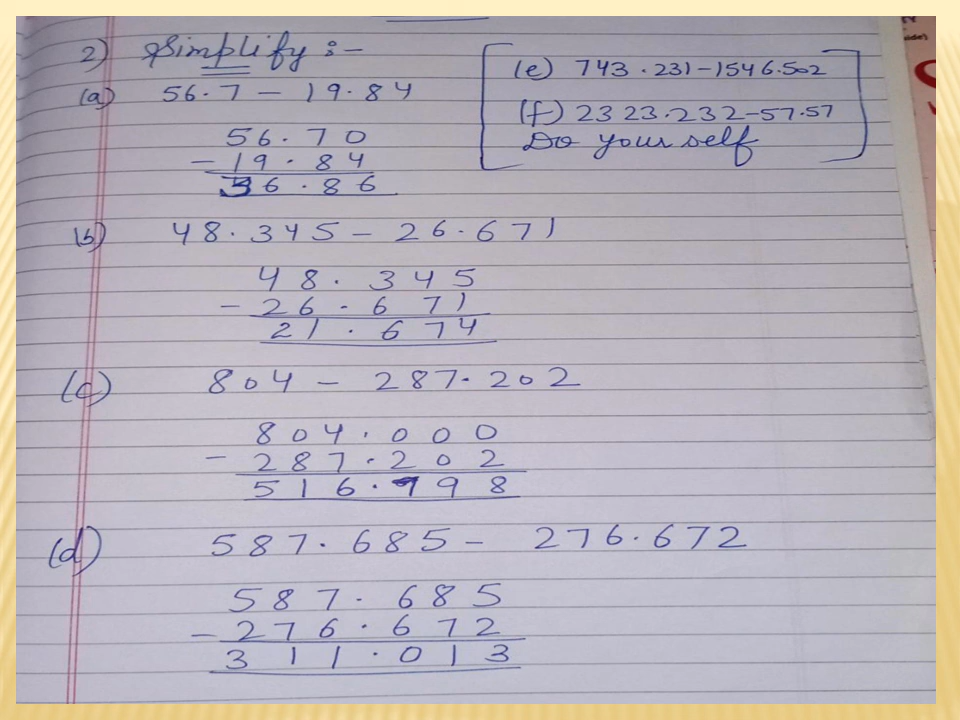 2) Simplify :-
(a) 56.7 - 19.84
56.70
- 19.84
36.86
(b) 48.345 - 26.671
48.345
- 26.671
21.674
(c) 804 - 287.202
804.000
- 287.202
516.798
(d) 587.685 - 276.672
587.685
- 276.672
311.013
(e) 743.231-1546.502
(f) 2323.232-57.57
Do your self